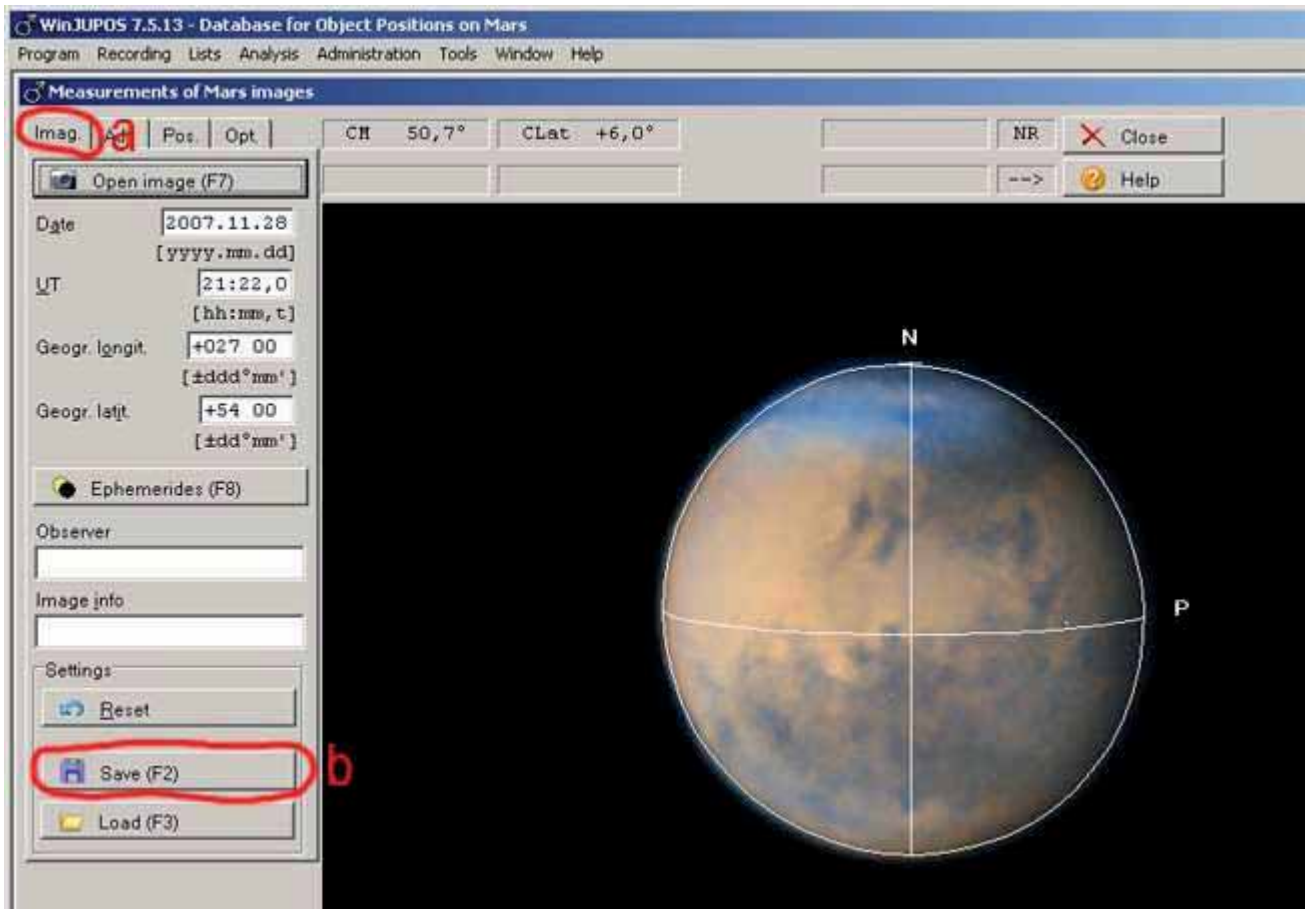 WinJUPOS 7.5.13 - Database for Object Positions on Mars
Program Recording Lists Analysis Administration Tools Window Help
Measurements of Mars images
Imag. a Pos. Opt.
CM 50,7° CLat +6,0° NR Close
Open image (F7) --> Help
Date 2007.11.28
[yyyy.mm.dd]
UT 21:22,0
[hh:mm,t]
Geogr. longit. +027 00
[±ddd°mm']
Geogr. latit. +54 00
[±dd°mm']
Ephemerides (F8)
Observer
Image info
Settings
Reset
Save (F2) b
Load (F3)
N
P